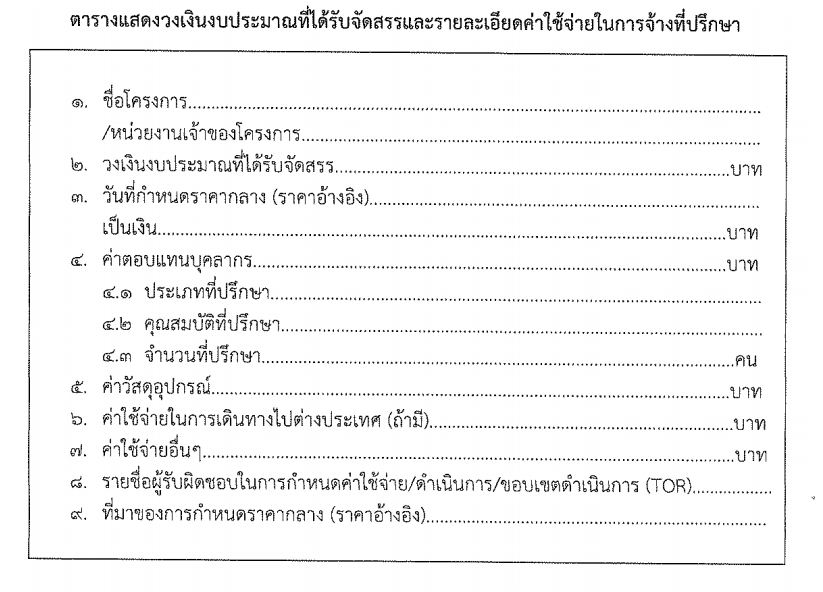 ตารางแสดงวงเงินงบประมาณที่ได้รับจัดสรรและรายละเอียดค่าใช้จ่ายในการจ้างที่ปรึกษา
๑. ชื่อโครงการ..........
/หน่วยงานเจ้าของโครงการ..........
๒. วงเงินงบประมาณที่ได้รับจัดสรร..........บาท
๓. วันที่กำหนดราคากลาง (ราคาอ้างอิง)..........
เป็นเงิน..........บาท
๔. ค่าตอบแทนบุคลากร..........บาท
๔.๑ ประเภทที่ปรึกษา..........
๔.๒ คุณสมบัติที่ปรึกษา..........
๔.๓ จำนวนที่ปรึกษา..........คน
๕. ค่าวัสดุอุปกรณ์..........บาท
๖. ค่าใช้จ่ายในการเดินทางไปต่างประเทศ (ถ้ามี)..........บาท
๗. ค่าใช้จ่ายอื่นๆ..........บาท
๘. รายชื่อผู้รับผิดชอบในการกำหนดค่าใช้จ่าย/ดำเนินการ/ขอบเขตดำเนินการ (TOR)..........
๙. ที่มาของการกำหนดราคากลาง (ราคาอ้างอิง)..........